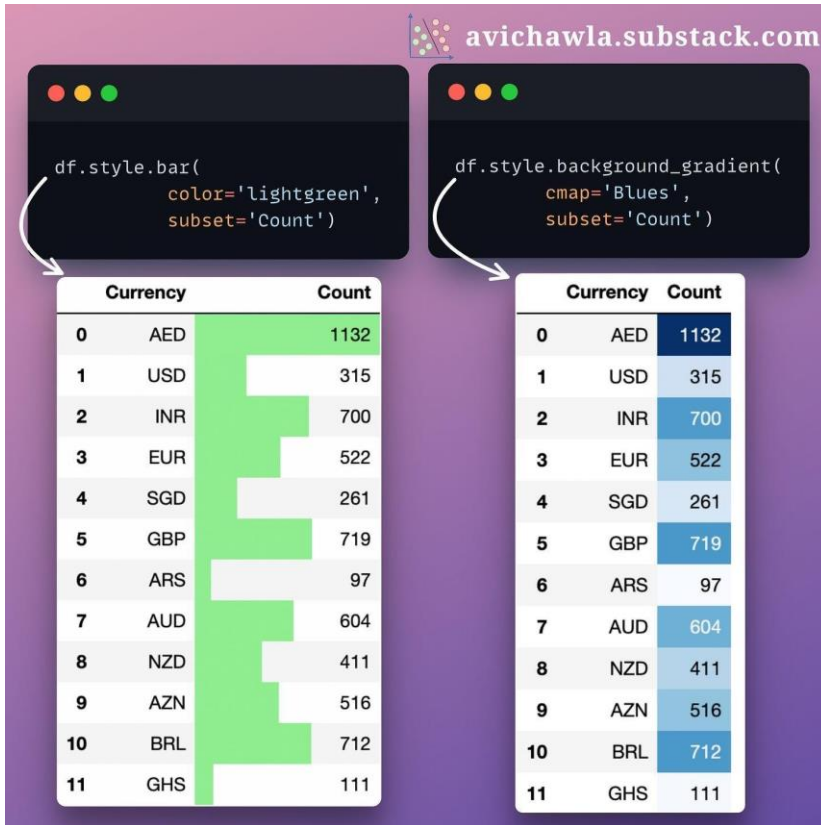 avichawla.substack.com
df.style.bar(
color='lightgreen',
subset='Count')
Currency Count
0 AED 1132
1 USD 315
2 INR 700
3 EUR 522
4 SGD 261
5 GBP 719
6 ARS 97
7 AUD 604
8 NZD 411
9 AZN 516
10 BRL 712
11 GHS 111
df.style.background_gradient(
cmap='Blues',
subset='Count')
Currency Count
0 AED 1132
1 USD 315
2 INR 700
3 EUR 522
4 SGD 261
5 GBP 719
6 ARS 97
7 AUD 604
8 NZD 411
9 AZN 516
10 BRL 712
11 GHS 111